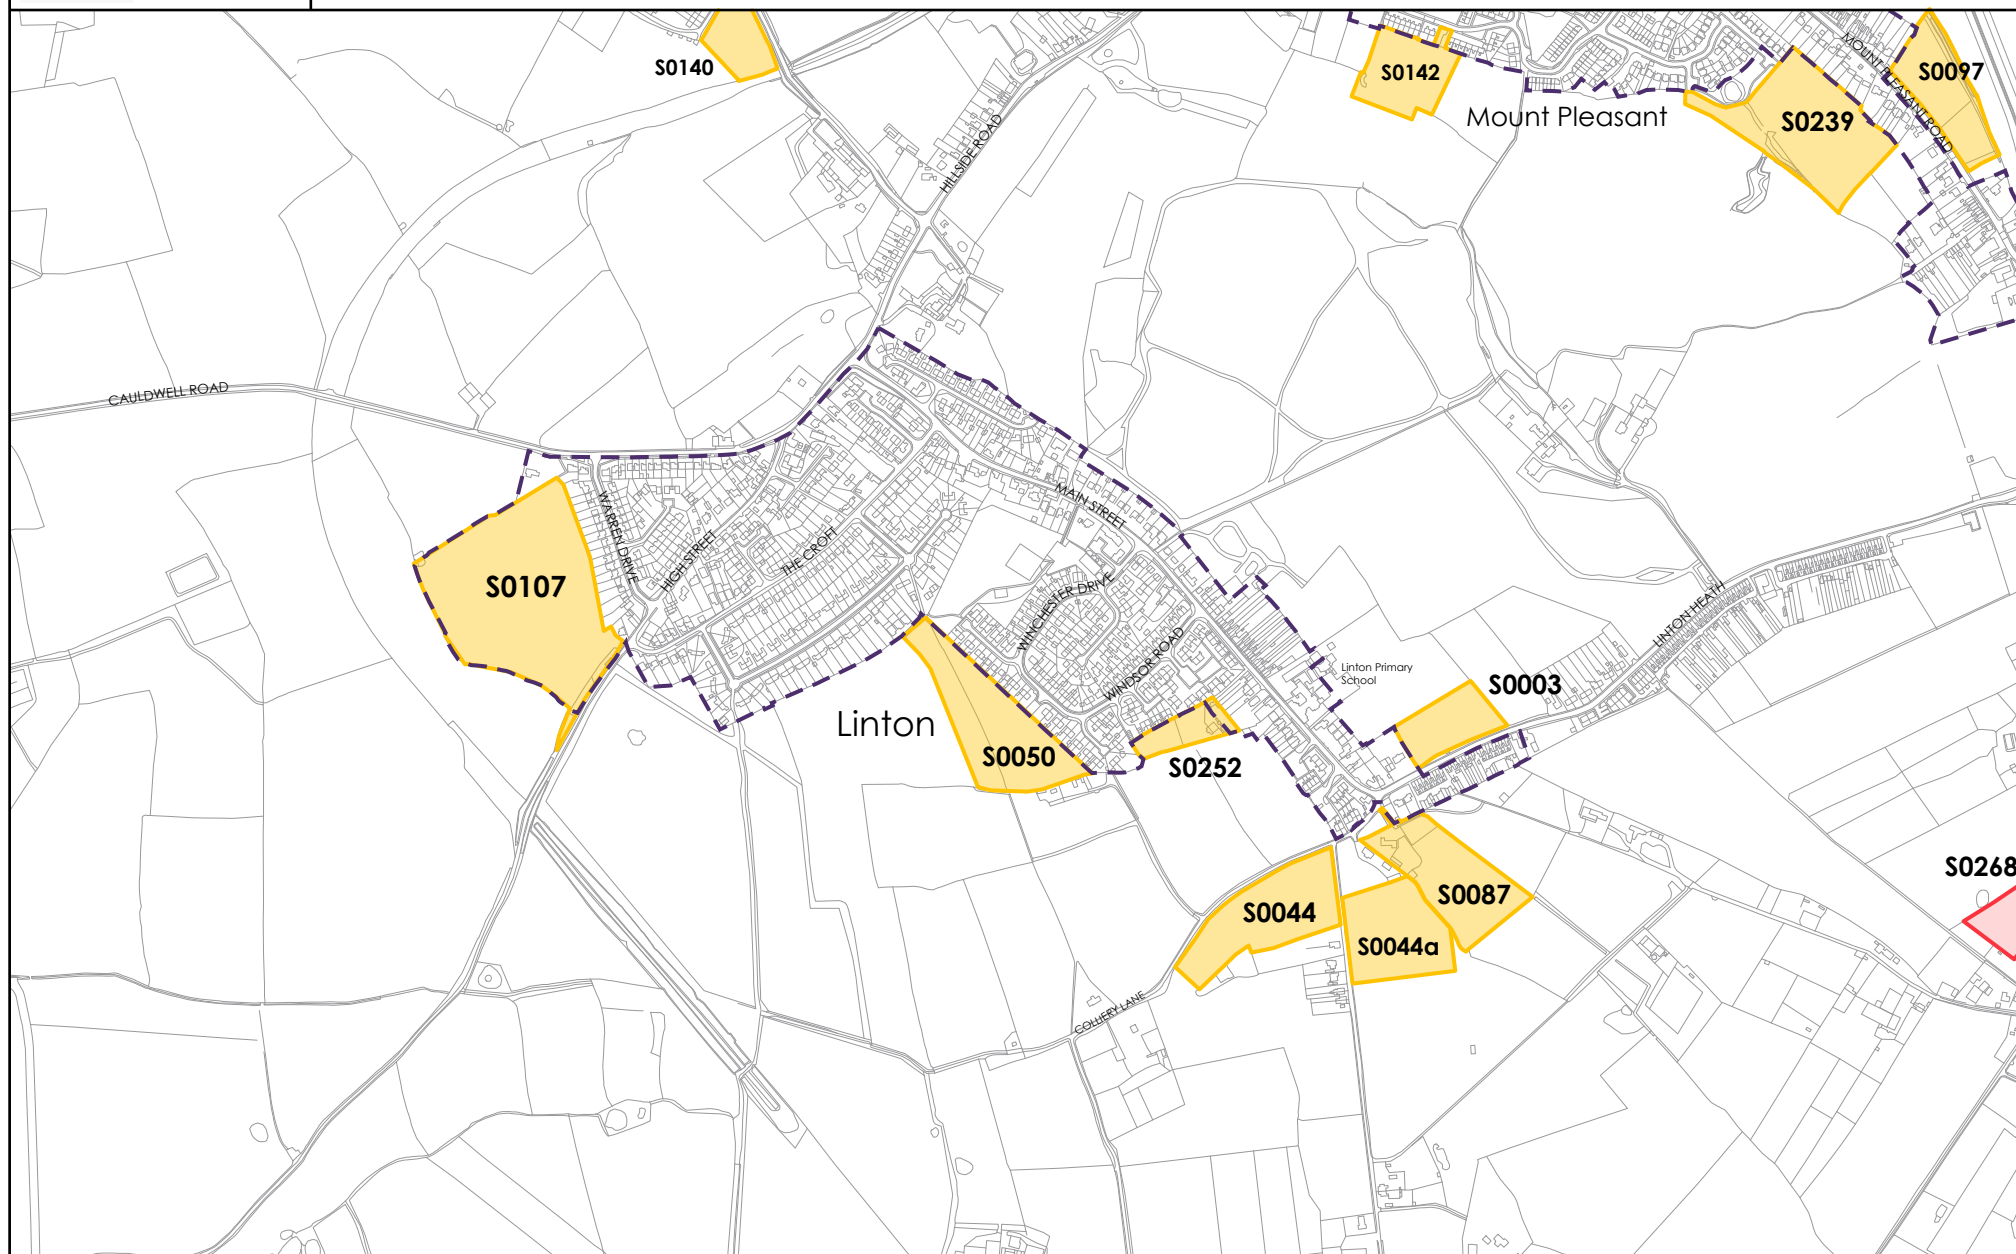 S0140
S0142
S0097
MOUNT PLEASANT ROAD
Mount Pleasant
S0239
HILLSIDE ROAD
CAULDWELL ROAD
MAIN STREET
WARREN DRIVE
HIGH STREET
THE CROFT
S0107
WINCHESTER DRIVE
LINTON HEATH
WINDSOR ROAD
Linton Primary
School
S0003
Linton
S0050
S0252
S0268
S0087
S0044
S0044a
COLLIERY LANE